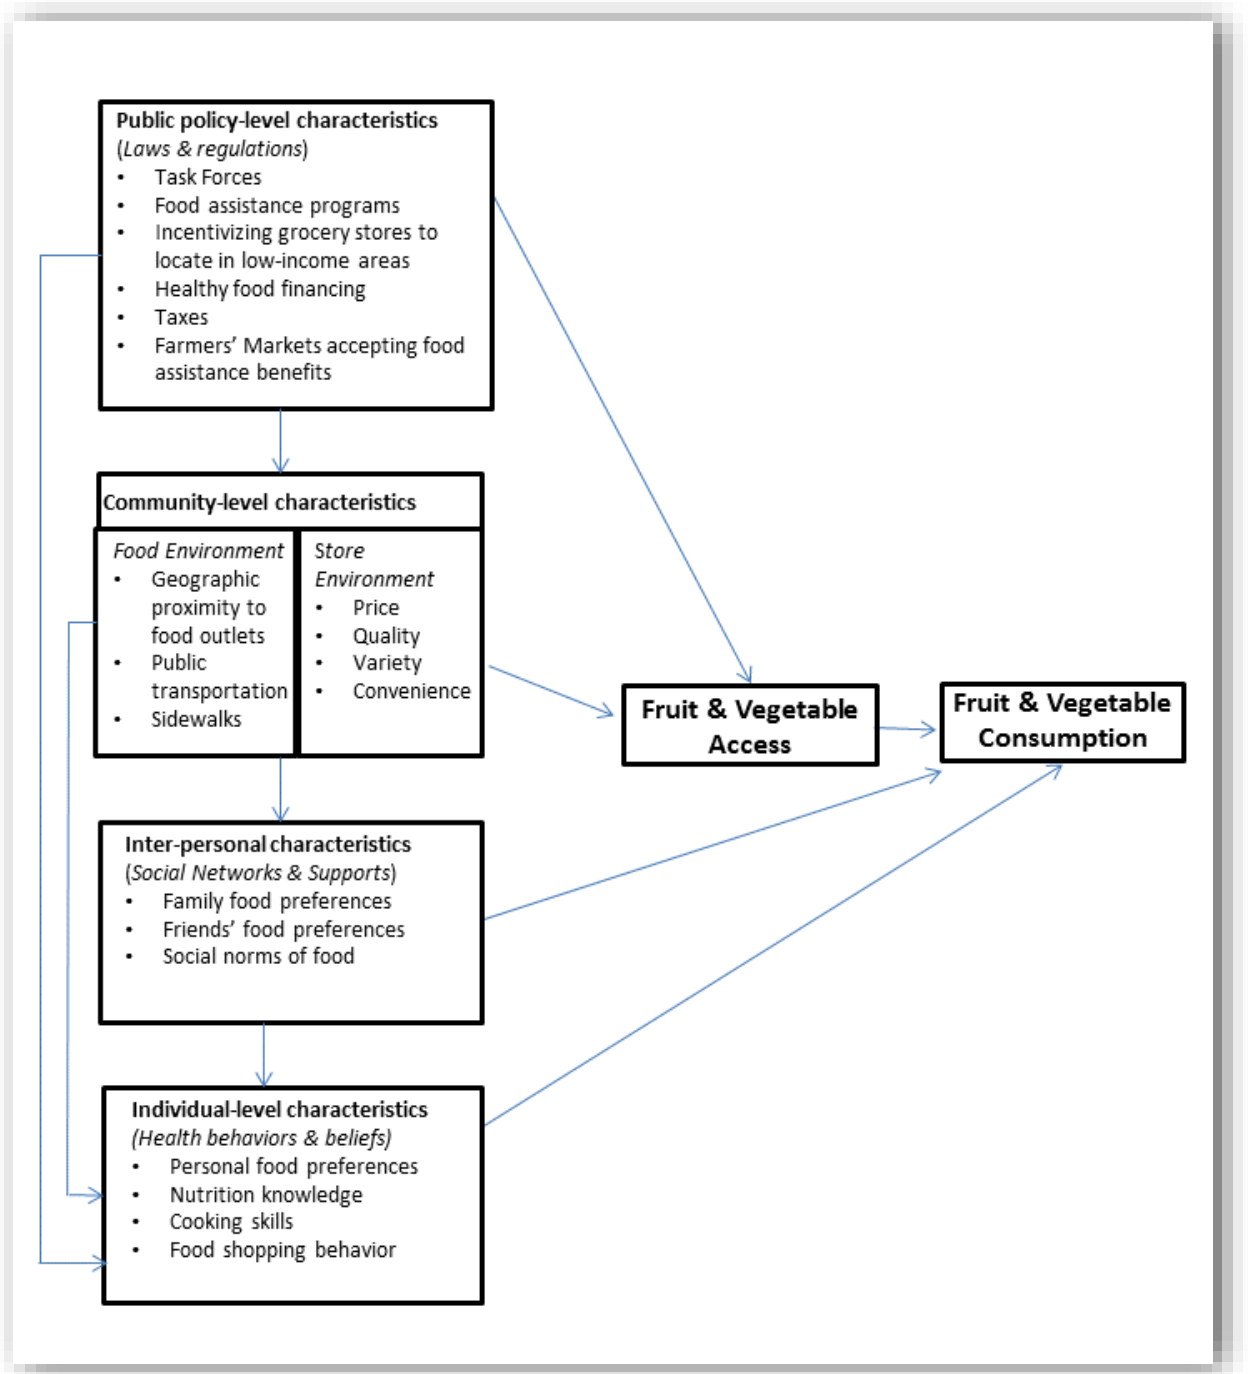 Public policy-level characteristics
(Laws & regulations)
• Task Forces
• Food assistance programs
• Incentivizing grocery stores to
locate in low-income areas
• Healthy food financing
• Taxes
• Farmers’ Markets accepting food
assistance benefits
Community-level characteristics
Food Environment
• Geographic
proximity to
food outlets
• Public
transportation
• Sidewalks
Store
Environment
• Price
• Quality
• Variety
• Convenience
Fruit & Vegetable
Access
Fruit & Vegetable
Consumption
Inter-personal characteristics
(Social Networks & Supports)
• Family food preferences
• Friends’ food preferences
• Social norms of food
Individual-level characteristics
(Health behaviors & beliefs)
• Personal food preferences
• Nutrition knowledge
• Cooking skills
• Food shopping behavior